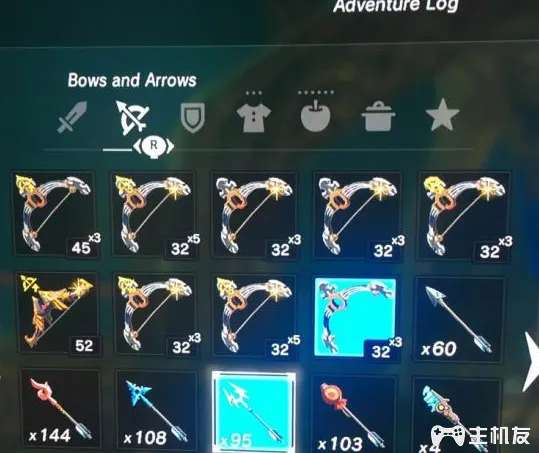 Adventure Log
Bows and Arrows
R
45 x3
32 x5
32 x3
32 x3
32 x3
52
32 x3
32 x5
32 x3
x60
x144
x108
x95
x103
x4
主机友